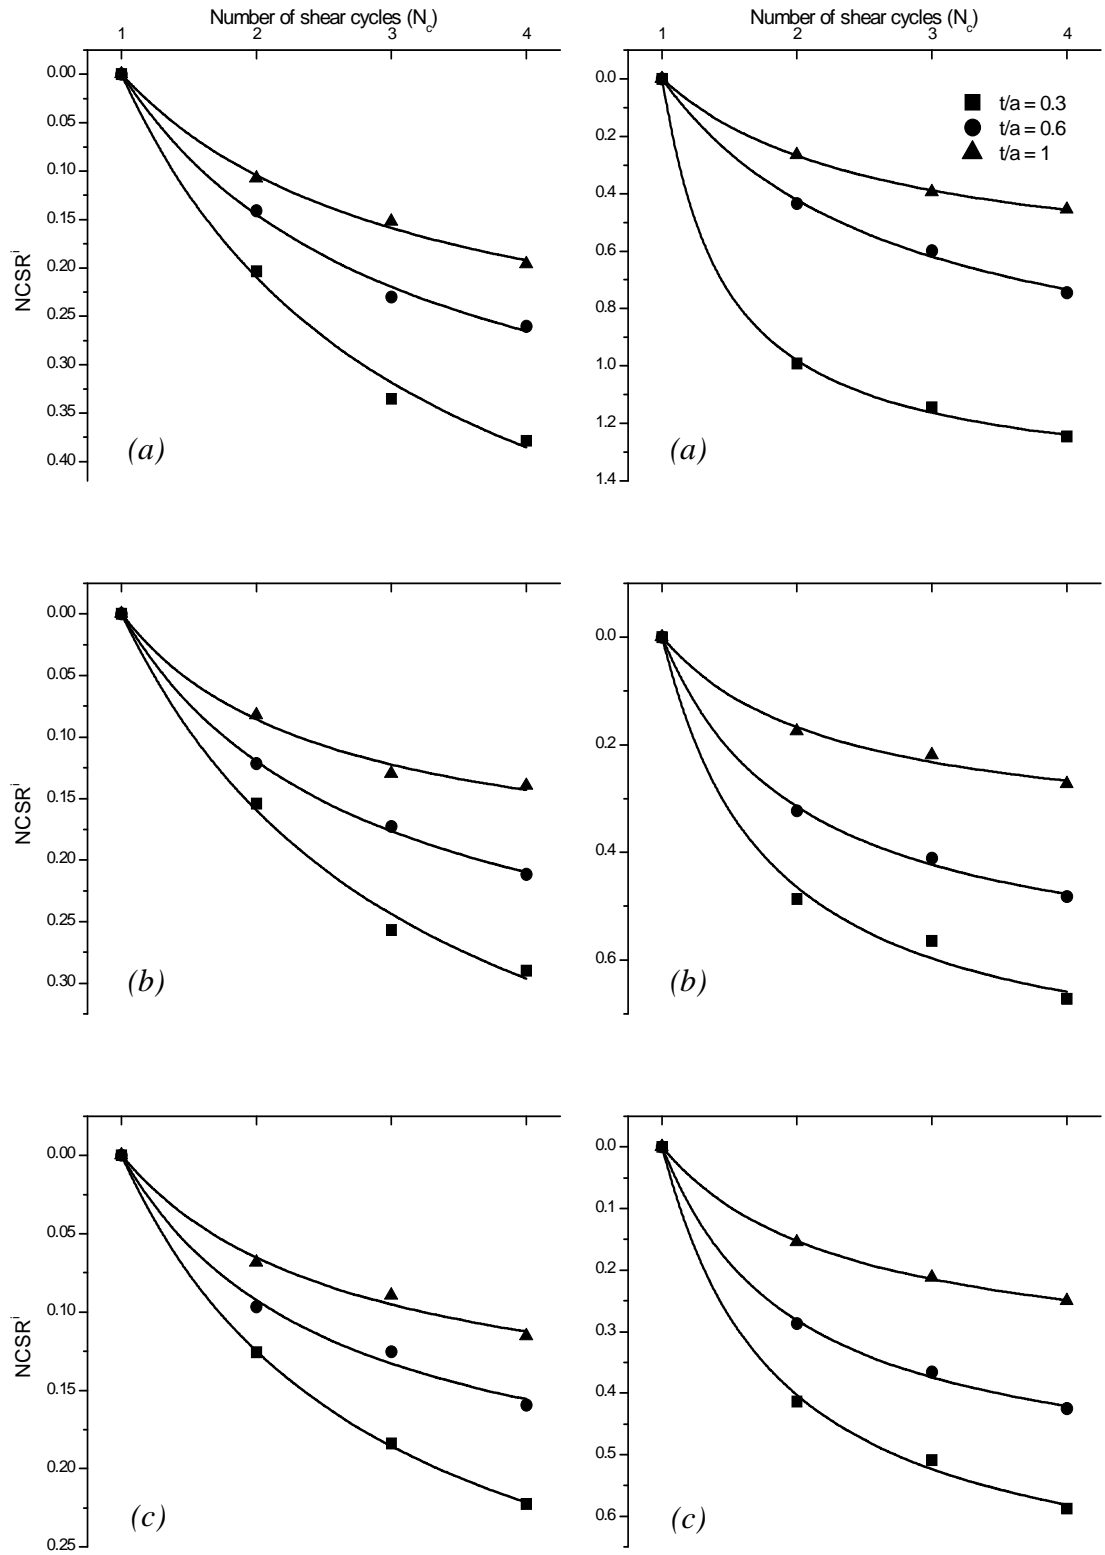 Number of shear cycles (N_c)
1 2 3 4
0.00
0.05
0.10
0.15
0.20
0.25
0.30
0.35
0.40
NCSR^i
(a)
Number of shear cycles (N_c)
1 2 3 4
0.0
0.2
0.4
0.6
0.8
1.0
1.2
1.4
t/a = 0.3
t/a = 0.6
t/a = 1
(a)
0.00
0.05
0.10
0.15
0.20
0.25
0.30
NCSR^i
(b)
0.0
0.2
0.4
0.6
(b)
0.00
0.05
0.10
0.15
0.20
0.25
NCSR^i
(c)
0.0
0.1
0.2
0.3
0.4
0.5
0.6
(c)